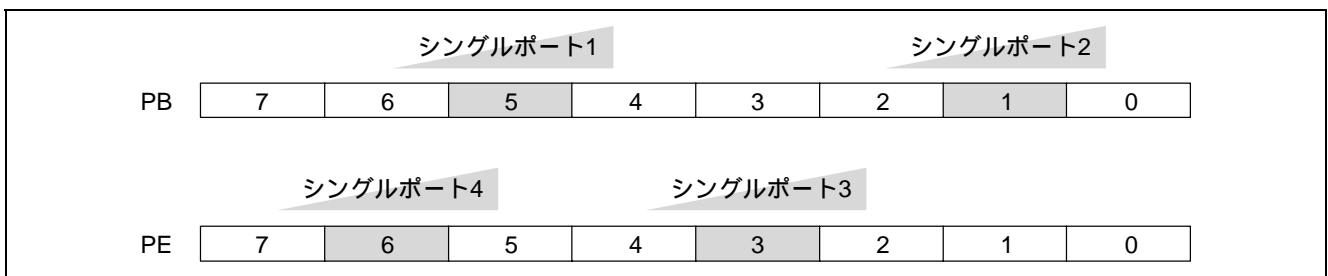 シングルポート1 シングルポート2
PB 7 6 5 4 3 2 1 0
シングルポート4 シングルポート3
PE 7 6 5 4 3 2 1 0